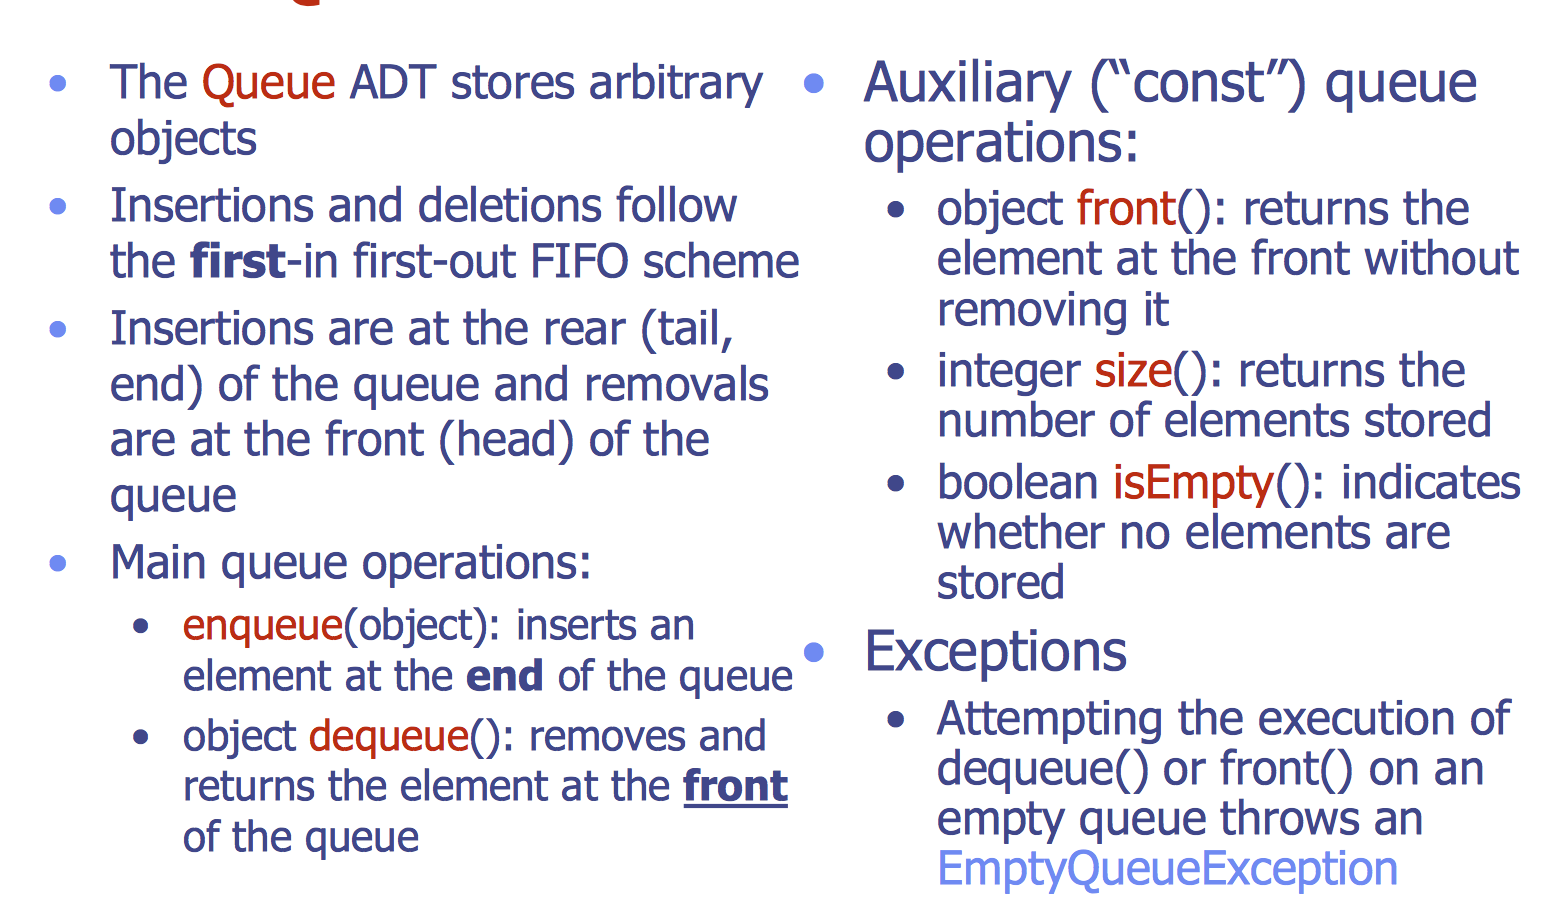 • The Queue ADT stores arbitrary
objects
• Insertions and deletions follow
the first-in first-out FIFO scheme
• Insertions are at the rear (tail,
end) of the queue and removals
are at the front (head) of the
queue
• Main queue operations:
• enqueue(object): inserts an
element at the end of the queue
• object dequeue(): removes and
returns the element at the front
of the queue
• Auxiliary (“const”) queue
operations:
• object front(): returns the
element at the front without
removing it
• integer size(): returns the
number of elements stored
• boolean isEmpty(): indicates
whether no elements are
stored
• Exceptions
• Attempting the execution of
dequeue() or front() on an
empty queue throws an
EmptyQueueException